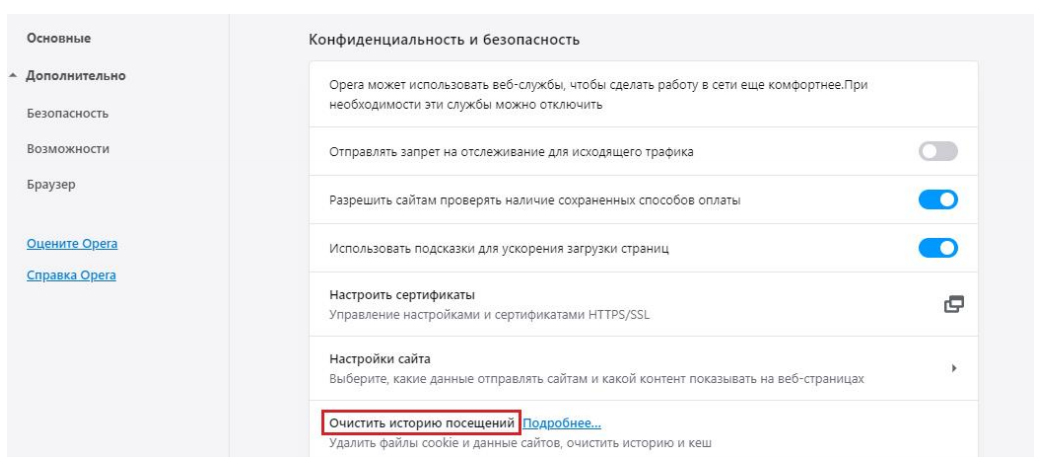 Основные
Дополнительно
Безопасность
Возможности
Браузер
Оцените Opera
Справка Opera
Конфиденциальность и безопасность
Opera может использовать веб-службы, чтобы сделать работу в сети еще комфортнее.При
необходимости эти службы можно отключить
Отправлять запрет на отслеживание для исходящего трафика
Разрешить сайтам проверять наличие сохраненных способов оплаты
Использовать подсказки для ускорения загрузки страниц
Настроить сертификаты
Управление настройками и сертификатами HTTPS/SSL
Настройки сайта
Выберите, какие данные отправлять сайтам и какой контент показывать на веб-страницах
Очистить историю посещений Подробнее...
Удалить файлы cookie и данные сайтов, очистить историю и кеш